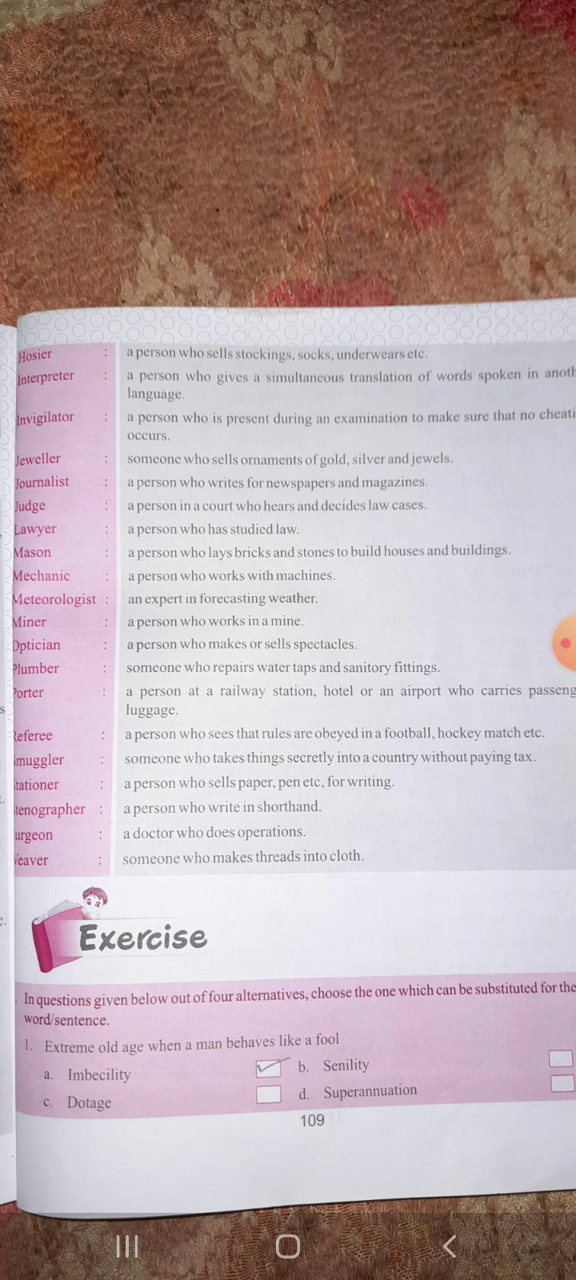 Hosier : a person who sells stockings, socks, underwears etc.
Interpreter : a person who gives a simultaneous translation of words spoken in anoth
language.
Invigilator : a person who is present during an examination to make sure that no cheati
occurs.
Jeweller : someone who sells ornaments of gold, silver and jewels.
Journalist : a person who writes for newspapers and magazines.
Judge : a person in a court who hears and decides law cases.
Lawyer : a person who has studied law.
Mason : a person who lays bricks and stones to build houses and buildings.
Mechanic : a person who works with machines.
Meteorologist : an expert in forecasting weather.
Miner : a person who works in a mine.
Optician : a person who makes or sells spectacles.
Plumber : someone who repairs water taps and sanitory fittings.
Porter : a person at a railway station, hotel or an airport who carries passeng
luggage.
Referee : a person who sees that rules are obeyed in a football, hockey match etc.
muggler : someone who takes things secretly into a country without paying tax.
tationer : a person who sells paper, pen etc, for writing.
tenographer : a person who write in shorthand.
urgeon : a doctor who does operations.
eaver : someone who makes threads into cloth.
Exercise
In questions given below out of four alternatives, choose the one which can be substituted for the
word/sentence.
1. Extreme old age when a man behaves like a fool
a. Imbecility b. Senility
c. Dotage d. Superannuation
109